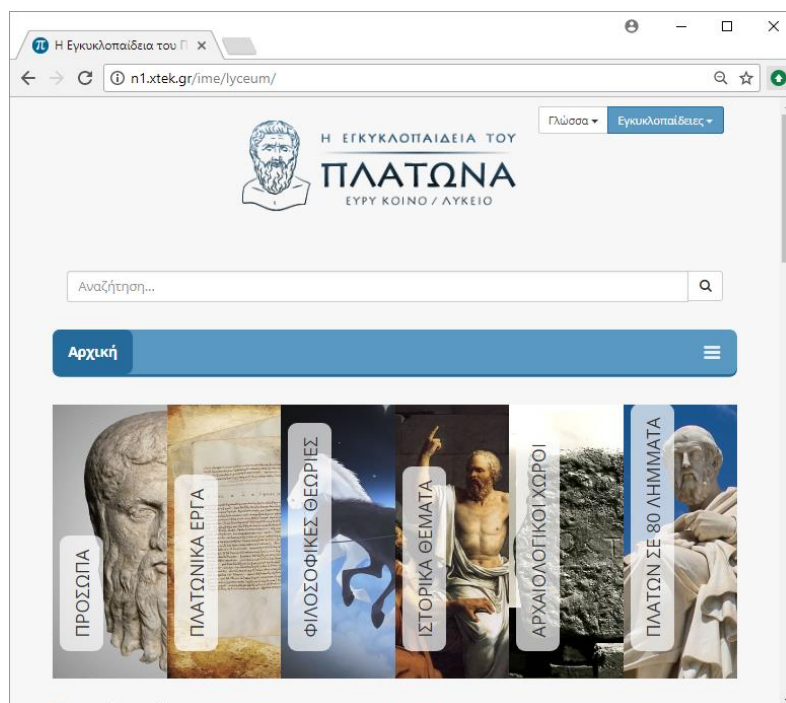 Η Εγκυκλοπαίδεια του Π
n1.xtek.gr/ime/lyceum/
Γλώσσα
Εγκυκλοπαίδειες
Η ΕΓΚΥΚΛΟΠΑΙΔΕΙΑ ΤΟΥ
ΠΛΑΤΩΝΑ
ΕΥΡΥ ΚΟΙΝΟ / ΛΥΚΕΙΟ
Αναζήτηση...
Αρχική
ΠΡΟΣΩΠΑ
ΠΛΑΤΩΝΙΚΑ ΕΡΓΑ
ΦΙΛΟΣΟΦΙΚΕΣ ΘΕΩΡΙΕΣ
ΙΣΤΟΡΙΚΑ ΘΕΜΑΤΑ
ΑΡΧΑΙΟΛΟΓΙΚΟΙ ΧΩΡΟΙ
ΠΛΑΤΩΝ ΣΕ 80 ΛΗΜΜΑΤΑ